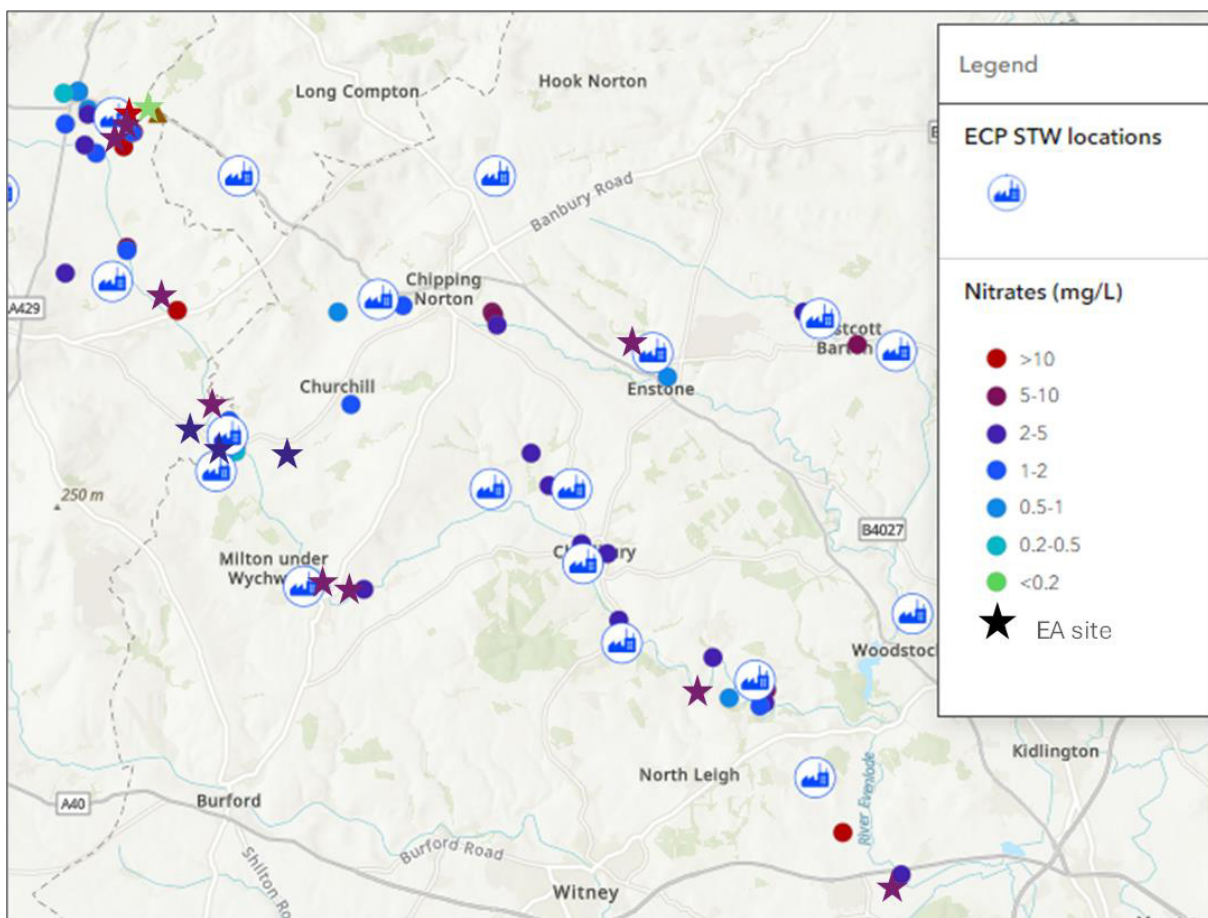 Long Compton
Hook Norton
Legend
ECP STW locations
Banbury Road
Chipping
Norton
Nitrates (mg/L)
A429
>10
5-10
2-5
1-2
0.5-1
0.2-0.5
<0.2
EA site
Enstone
Churchill
250 m
B4027
Milton under
Woodstoc
Kidlington
North Leigh
River Evenlode
A40
Burford
Burford Road
Shilton Ro
Witney